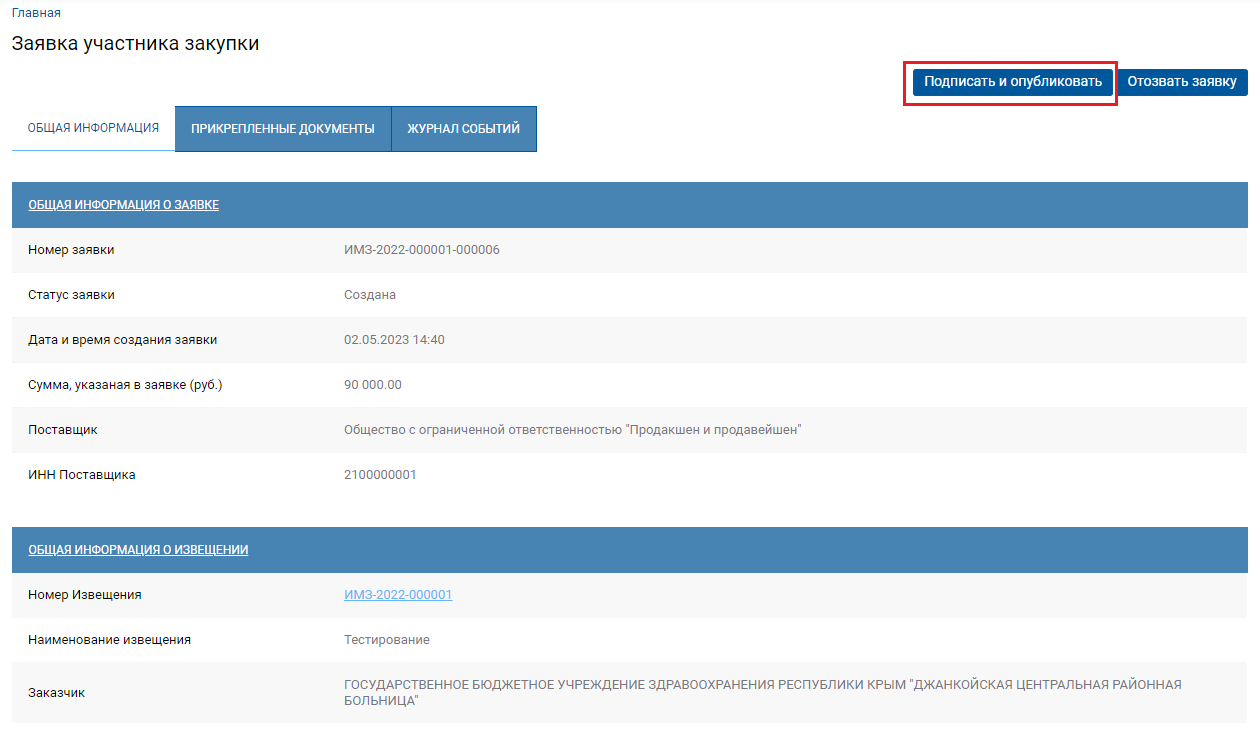 Главная
Заявка участника закупки
Подписать и опубликовать Отозвать заявку
ОБЩАЯ ИНФОРМАЦИЯ ПРИКРЕПЛЕННЫЕ ДОКУМЕНТЫ ЖУРНАЛ СОБЫТИЙ
ОБЩАЯ ИНФОРМАЦИЯ О ЗАЯВКЕ
Номер заявки ИМЗ-2022-000001-000006
Статус заявки Создана
Дата и время создания заявки 02.05.2023 14:40
Сумма, указаная в заявке (руб.) 90 000.00
Поставщик Общество с ограниченной ответственностью "Продакшен и продавейшен"
ИНН Поставщика 2100000001
ОБЩАЯ ИНФОРМАЦИЯ О ИЗВЕЩЕНИИ
Номер Извещения ИМЗ-2022-000001
Наименование извещения Тестирование
Заказчик ГОСУДАРСТВЕННОЕ БЮДЖЕТНОЕ УЧРЕЖДЕНИЕ ЗДРАВООХРАНЕНИЯ РЕСПУБЛИКИ КРЫМ "ДЖАНКОЙСКАЯ ЦЕНТРАЛЬНАЯ РАЙОННАЯ
БОЛЬНИЦА"